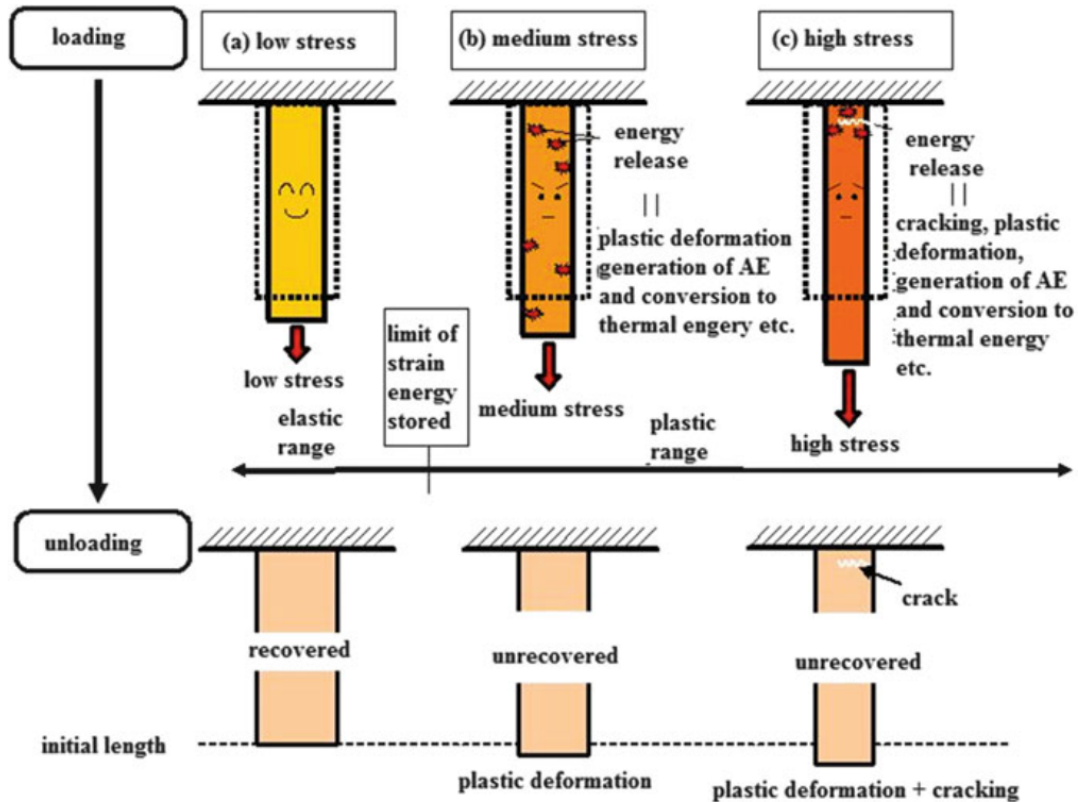 loading
(a) low stress
(b) medium stress
(c) high stress
energy
release
||
plastic deformation
generation of AE
and conversion to
thermal engery etc.
energy
release
||
cracking, plastic
deformation,
generation of AE
and conversion to
thermal energy
etc.
low stress
limit of
strain
energy
stored
medium stress
high stress
elastic
range
plastic
range
unloading
crack
recovered
unrecovered
unrecovered
initial length
plastic deformation
plastic deformation + cracking